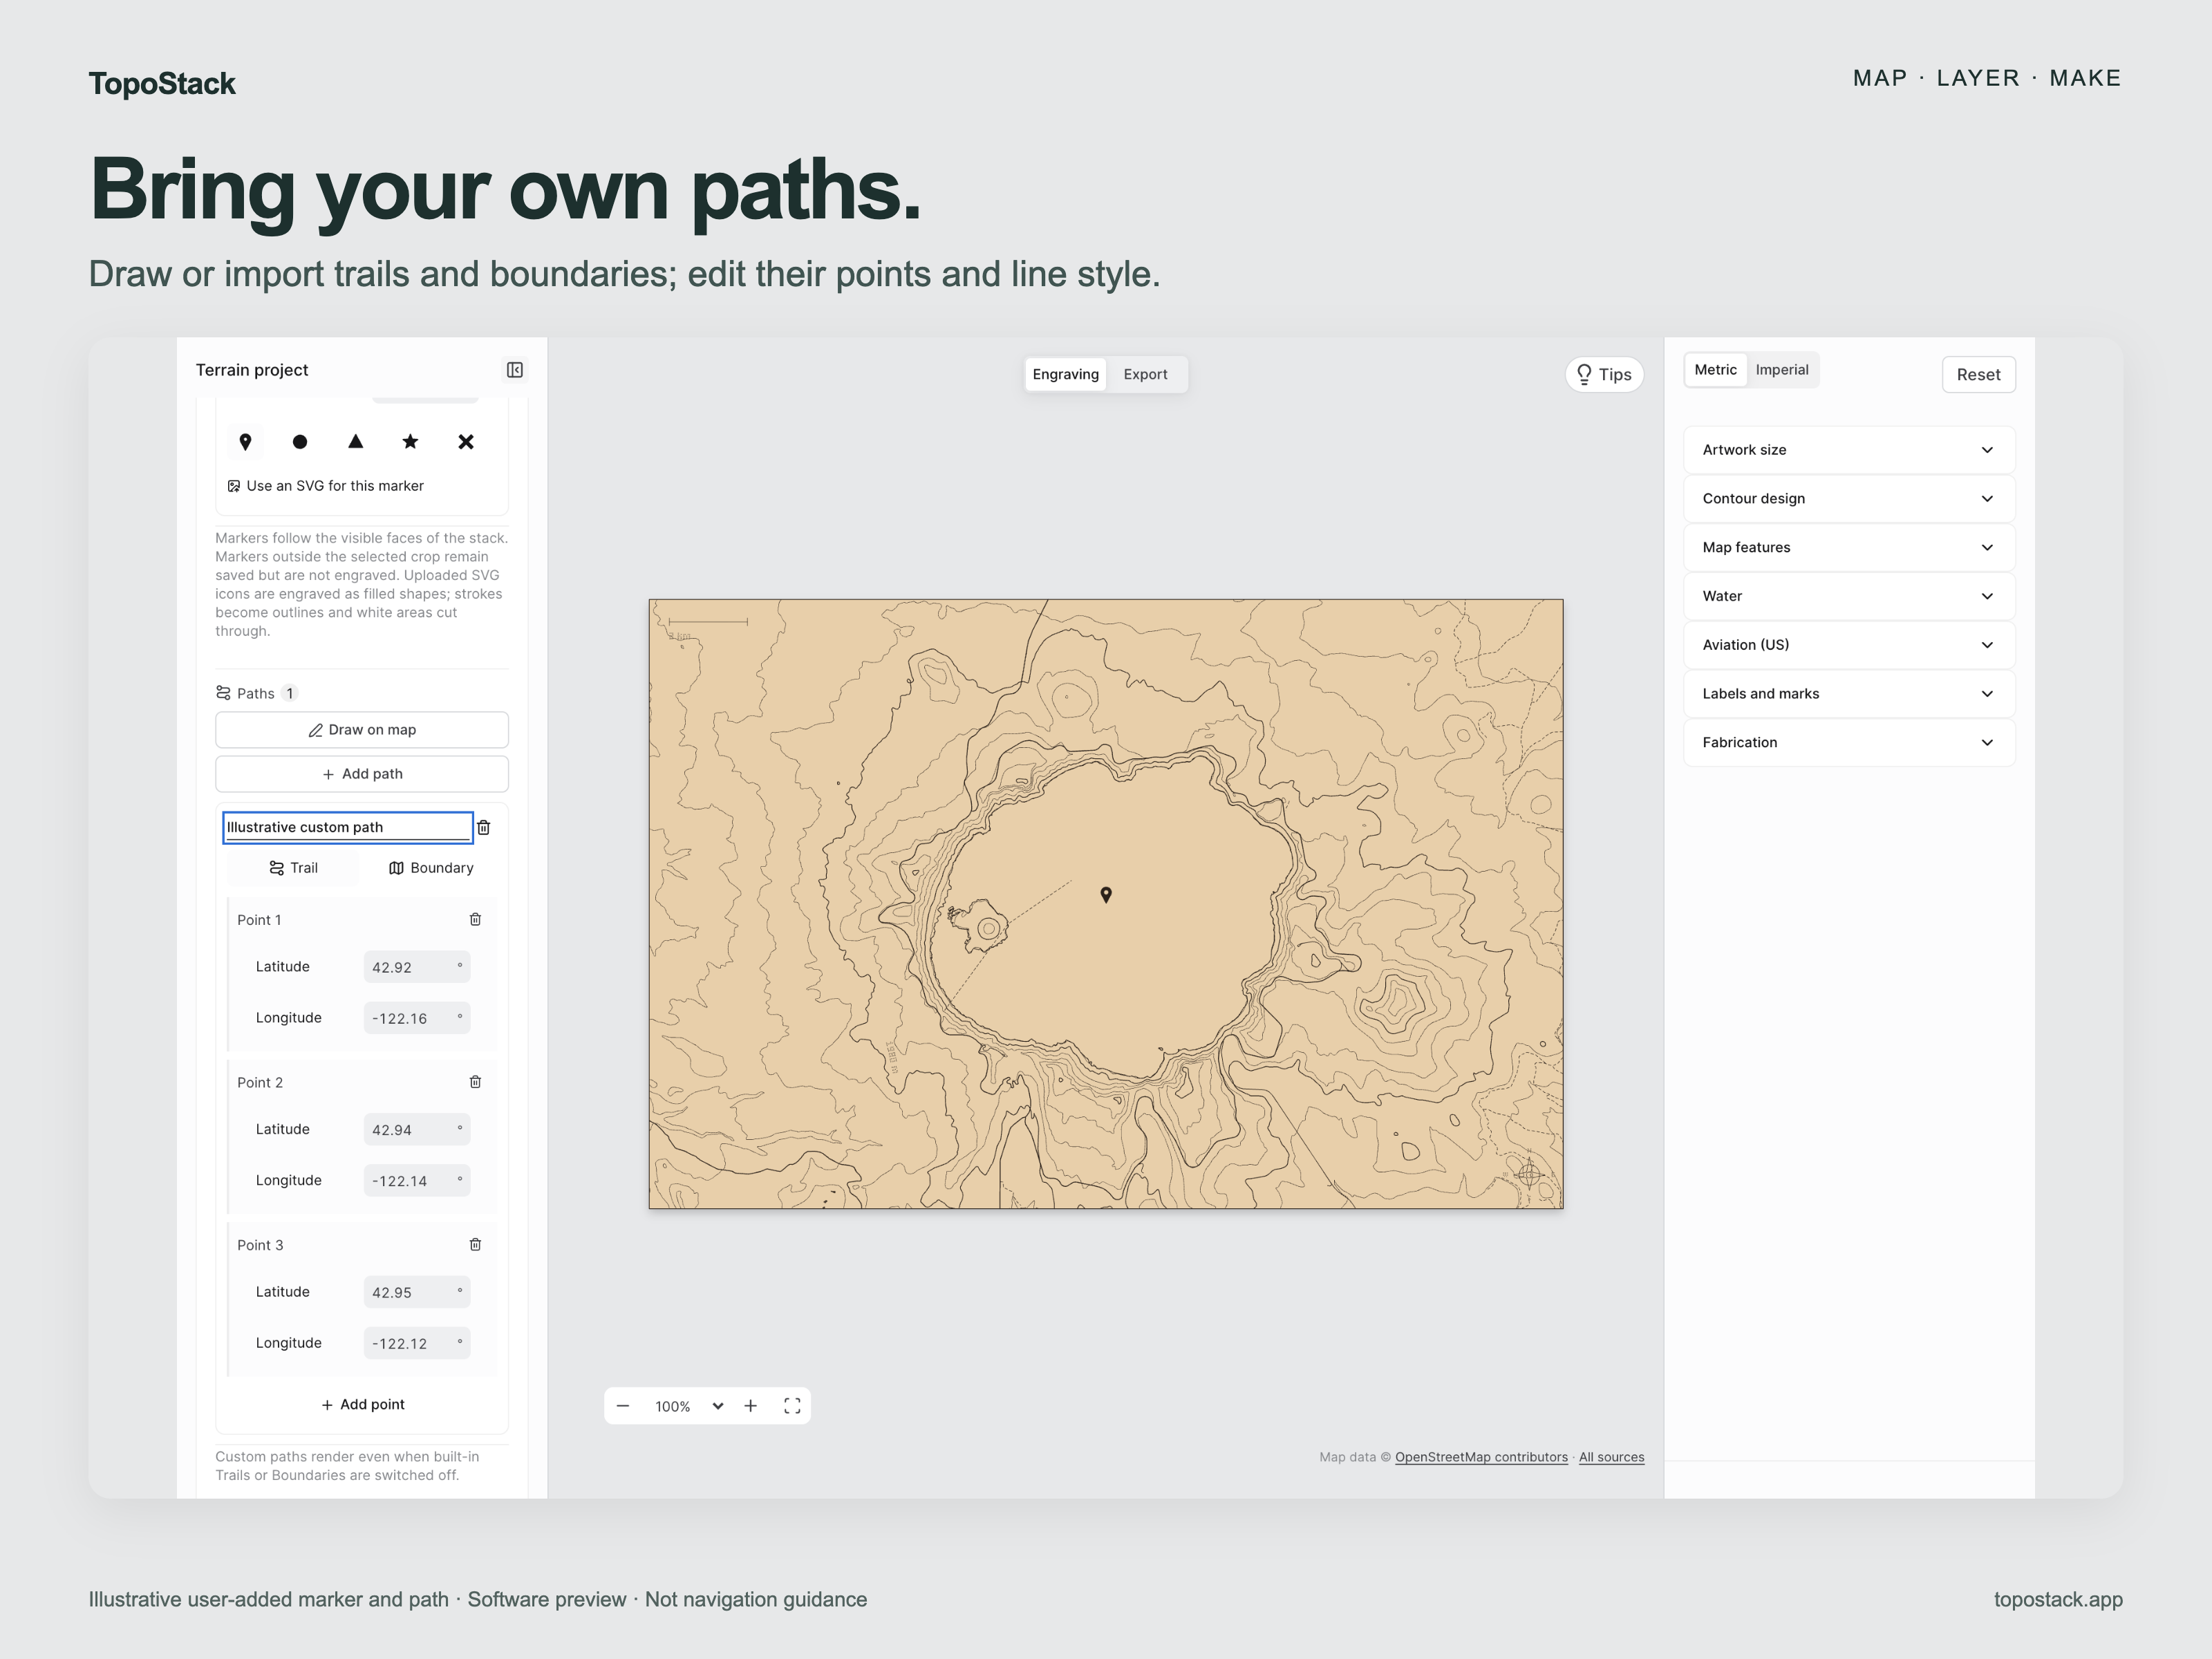 TopoStack
MAP · LAYER · MAKE
Bring your own paths.
Draw or import trails and boundaries; edit their points and line style.
Terrain project
Use an SVG for this marker
Markers follow the visible faces of the stack.
Markers outside the selected crop remain
saved but are not engraved. Uploaded SVG
icons are engraved as filled shapes; strokes
become outlines and white areas cut
through.
Paths 1
Draw on map
+ Add path
Illustrative custom path
Trail
Boundary
Point 1
Latitude 42.92 °
Longitude -122.16 °
Point 2
Latitude 42.94 °
Longitude -122.14 °
Point 3
Latitude 42.95 °
Longitude -122.12 °
+ Add point
Custom paths render even when built-in
Trails or Boundaries are switched off.
Engraving
Export
Tips
100%
Map data © OpenStreetMap contributors · All sources
Metric
Imperial
Reset
Artwork size
Contour design
Map features
Water
Aviation (US)
Labels and marks
Fabrication
Illustrative user-added marker and path · Software preview · Not navigation guidance
topostack.app